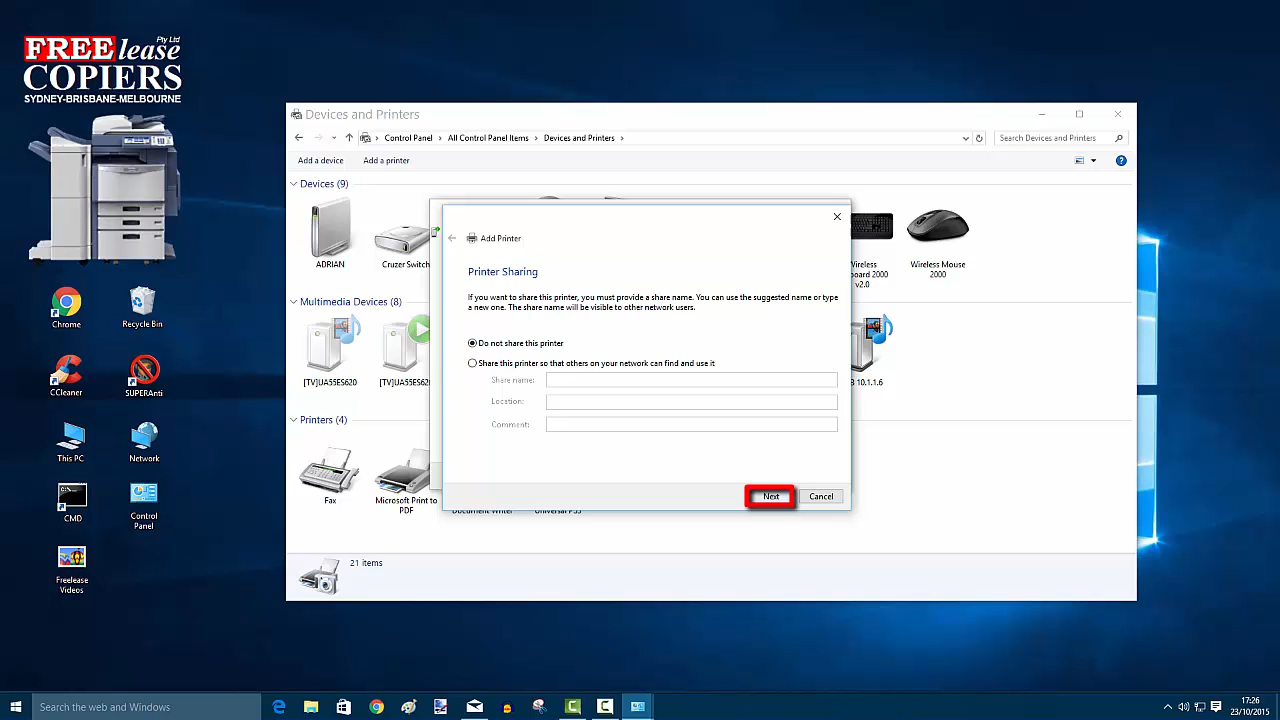 Pty Ltd
FREE lease
COPIERS
SYDNEY-BRISBANE-MELBOURNE
Chrome
Recycle Bin
CCleaner
SUPERAnti
This PC
Network
CMD
Control
Panel
Freelease
Videos
Devices and Printers
Control Panel > All Control Panel Items > Devices and Printers >
Search Devices and Printers
Add a device
Add a printer
Devices (9)
ADRIAN
Cruzer Switch
2000
v2.0
Wireless Mouse
2000
Multimedia Devices (8)
[TV]UA55ES620
[TV]UA55ES620
10.1.1.6
Printers (4)
Fax
Microsoft Print to
PDF
Add Printer
Printer Sharing
If you want to share this printer, you must provide a share name. You can use the suggested name or type
a new one. The share name will be visible to other network users.
Do not share this printer
Share this printer so that others on your network can find and use it
Share name:
Location:
Comment:
Next
Cancel
21 items
Search the web and Windows
17:26
23/10/2015